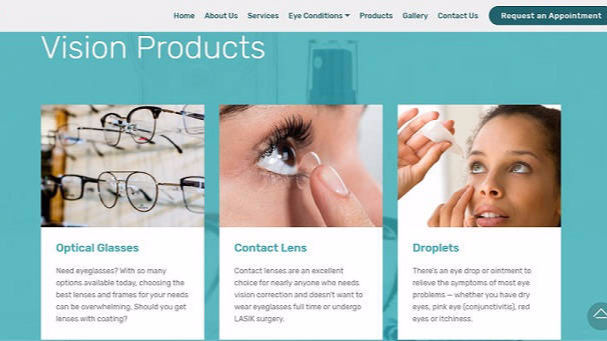 Home About Us Services Eye Conditions Products Gallery Contact Us Request an Appointment
Vision Products
Optical Glasses
Need eyeglasses? With so many
options available today, choosing the
best lenses and frames for your needs
can be overwhelming. Should you get
lenses with coating?
Contact Lens
Contact lenses are an excellent
choice for nearly anyone who needs
vision correction and doesn't want to
wear eyeglasses full time or undergo
LASIK surgery.
Droplets
There's an eye drop or ointment to
relieve the symptoms of most eye
problems — whether you have dry
eyes, pink eye (conjunctivitis), red
eyes or itchiness.